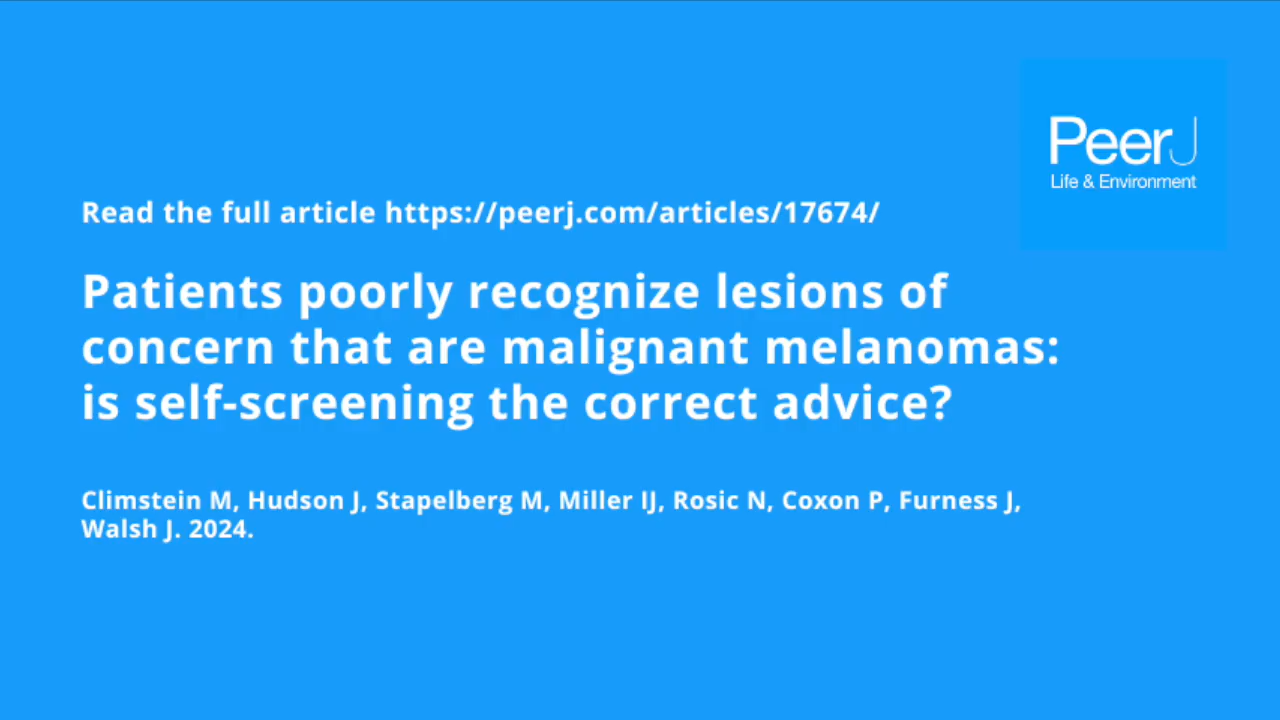 PeerJ
Life & Environment
Read the full article https://peerj.com/articles/17674/
Patients poorly recognize lesions of
concern that are malignant melanomas:
is self-screening the correct advice?
Climstein M, Hudson J, Stapelberg M, Miller IJ, Rosic N, Coxon P, Furness J,
Walsh J. 2024.